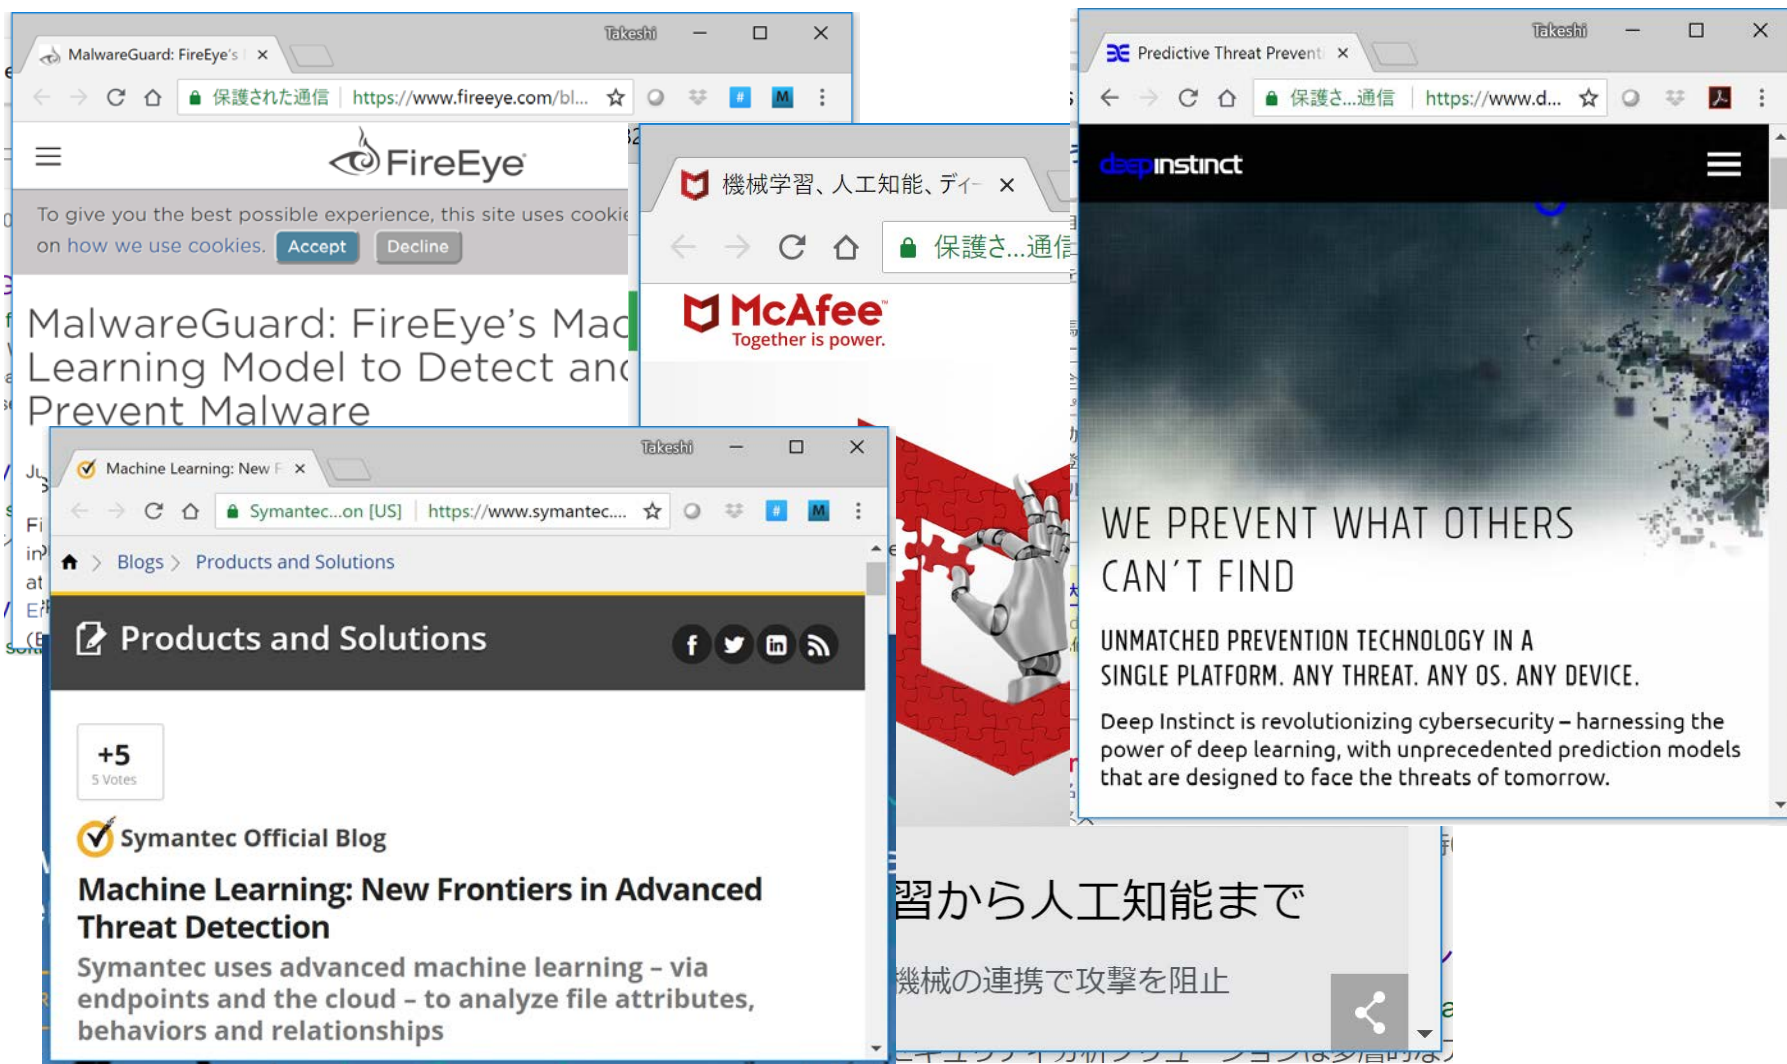 Takeshi
MalwareGuard: FireEye's
保護された通信 https://www.fireeye.com/bl...
FireEye
To give you the best possible experience, this site uses cookie
on how we use cookies. Accept Decline
MalwareGuard: FireEye's Mac
Learning Model to Detect and
Prevent Malware
Takeshi
Machine Learning: New F
Symantec...on [US] https://www.symantec....
Blogs > Products and Solutions
Products and Solutions
+5
5 Votes
Symantec Official Blog
Machine Learning: New Frontiers in Advanced
Threat Detection
Symantec uses advanced machine learning – via
endpoints and the cloud – to analyze file attributes,
behaviors and relationships
機械学習、人工知能、ディー
保護さ...通信
McAfee™
Together is power.
習から人工知能まで
機械の連携で攻撃を阻止
Takeshi
Predictive Threat Preventi
保護さ...通信 https://www.d...
deepinstinct
WE PREVENT WHAT OTHERS
CAN'T FIND
UNMATCHED PREVENTION TECHNOLOGY IN A
SINGLE PLATFORM. ANY THREAT. ANY OS. ANY DEVICE.
Deep Instinct is revolutionizing cybersecurity – harnessing the
power of deep learning, with unprecedented prediction models
that are designed to face the threats of tomorrow.